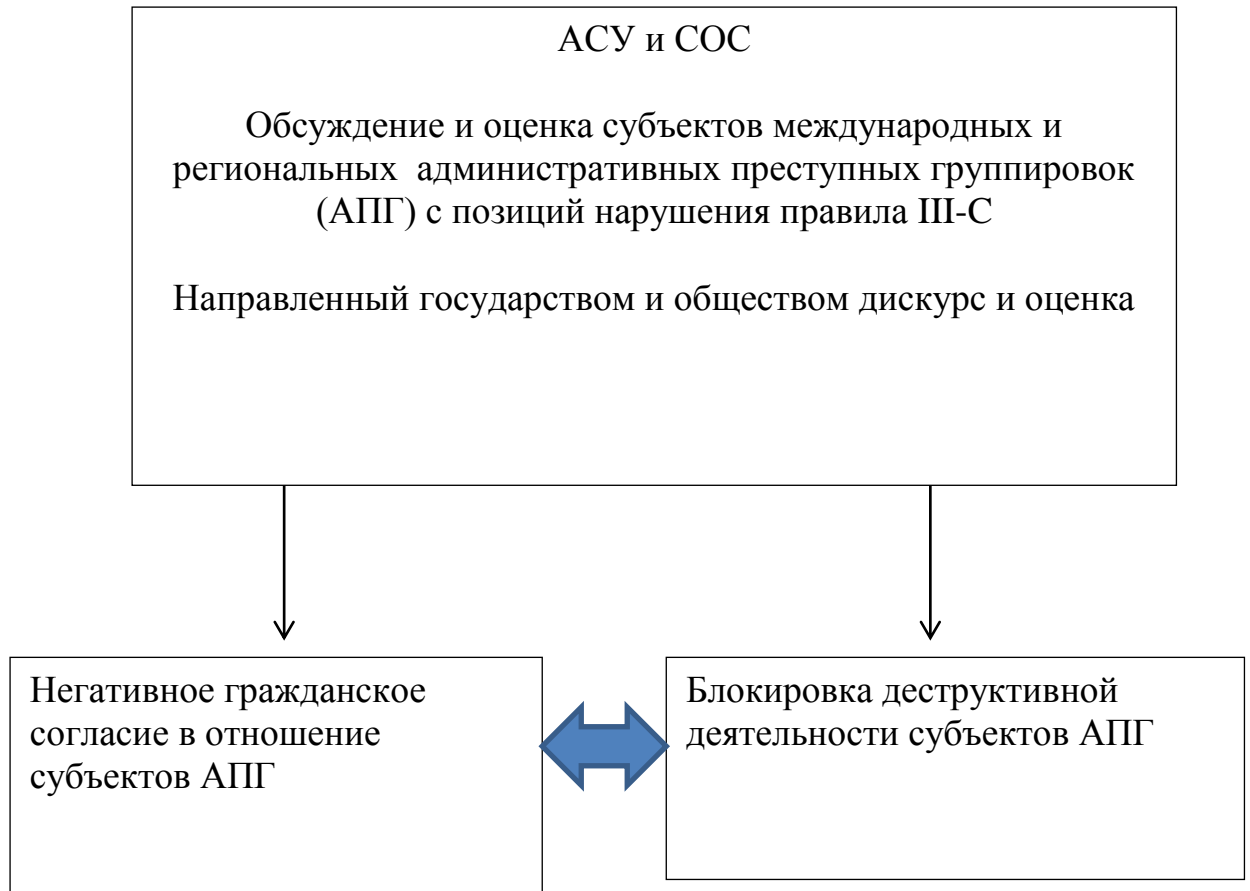 АСУ и СОС
Обсуждение и оценка субъектов международных и
региональных административных преступных группировок
(АПГ) с позиций нарушения правила III-С
Направленный государством и обществом дискурс и оценка
Негативное гражданское
согласие в отношение
субъектов АПГ
Блокировка деструктивной
деятельности субъектов АПГ